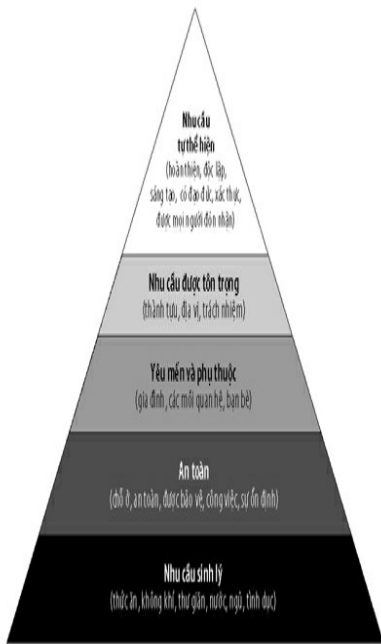 Nhu cầu
tự thể hiện
(hoàn thiện, độc lập,
sáng tạo, có đạo đức, xác thực,
được mọi người đón nhận)
Nhu cầu được tôn trọng
(thành tựu, địa vị, trách nhiệm)
Yêu mến và phụ thuộc
(gia đình, các mối quan hệ, bạn bè)
An toàn
(chỗ ở, an toàn, được bảo vệ, công việc, sự ổn định)
Nhu cầu sinh lý
(thức ăn, không khí, thư giãn, nước, ngủ, tình dục)